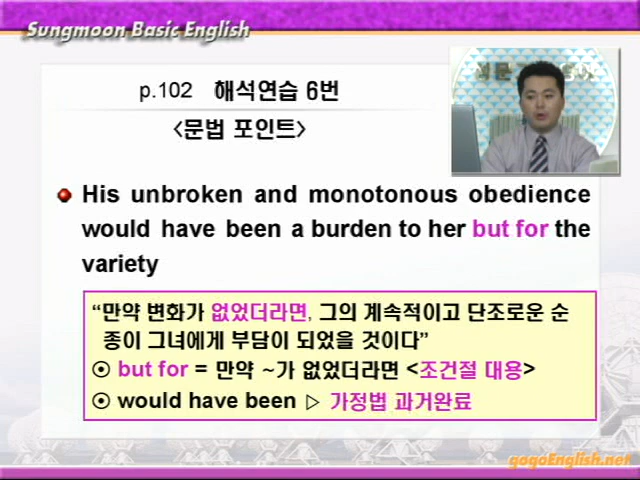 Sungmoon Basic English
p.102 해석연습 6번
<문법 포인트>
His unbroken and monotonous obedience
would have been a burden to her but for the
variety
“만약 변화가 없었더라면, 그의 계속적이고 단조로운 순
종이 그녀에게 부담이 되었을 것이다”
⊙ but for = 만약 ~가 없었더라면 <조건절 대용>
⊙ would have been ▷ 가정법 과거완료
gogoEnglish.net